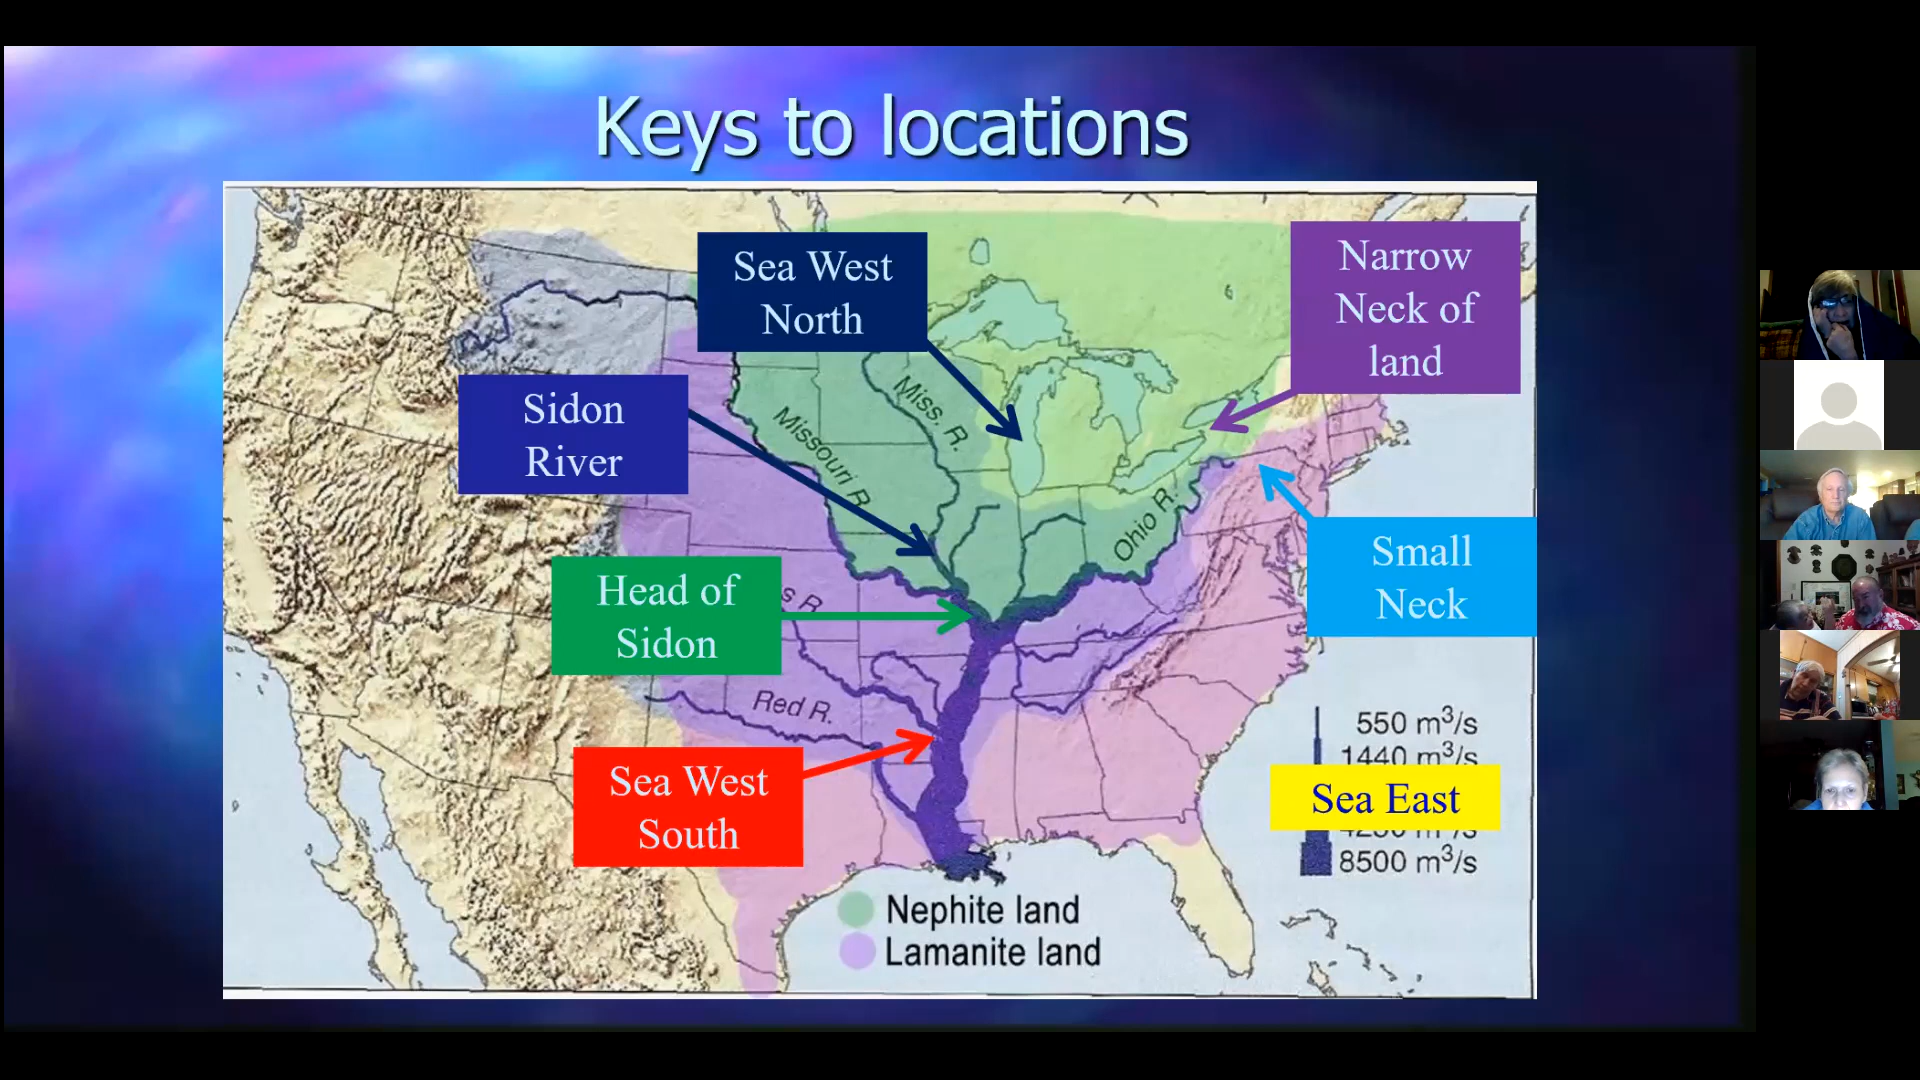 Keys to locations
Sea West
North
Narrow
Neck of
land
Sidon
River
Miss. R.
Missouri R.
Ohio R.
Small
Neck
Head of
Sidon
s R.
Red R.
Sea West
South
550 m³/s
1440 m³/s
Sea East
8500 m³/s
Nephite land
Lamanite land